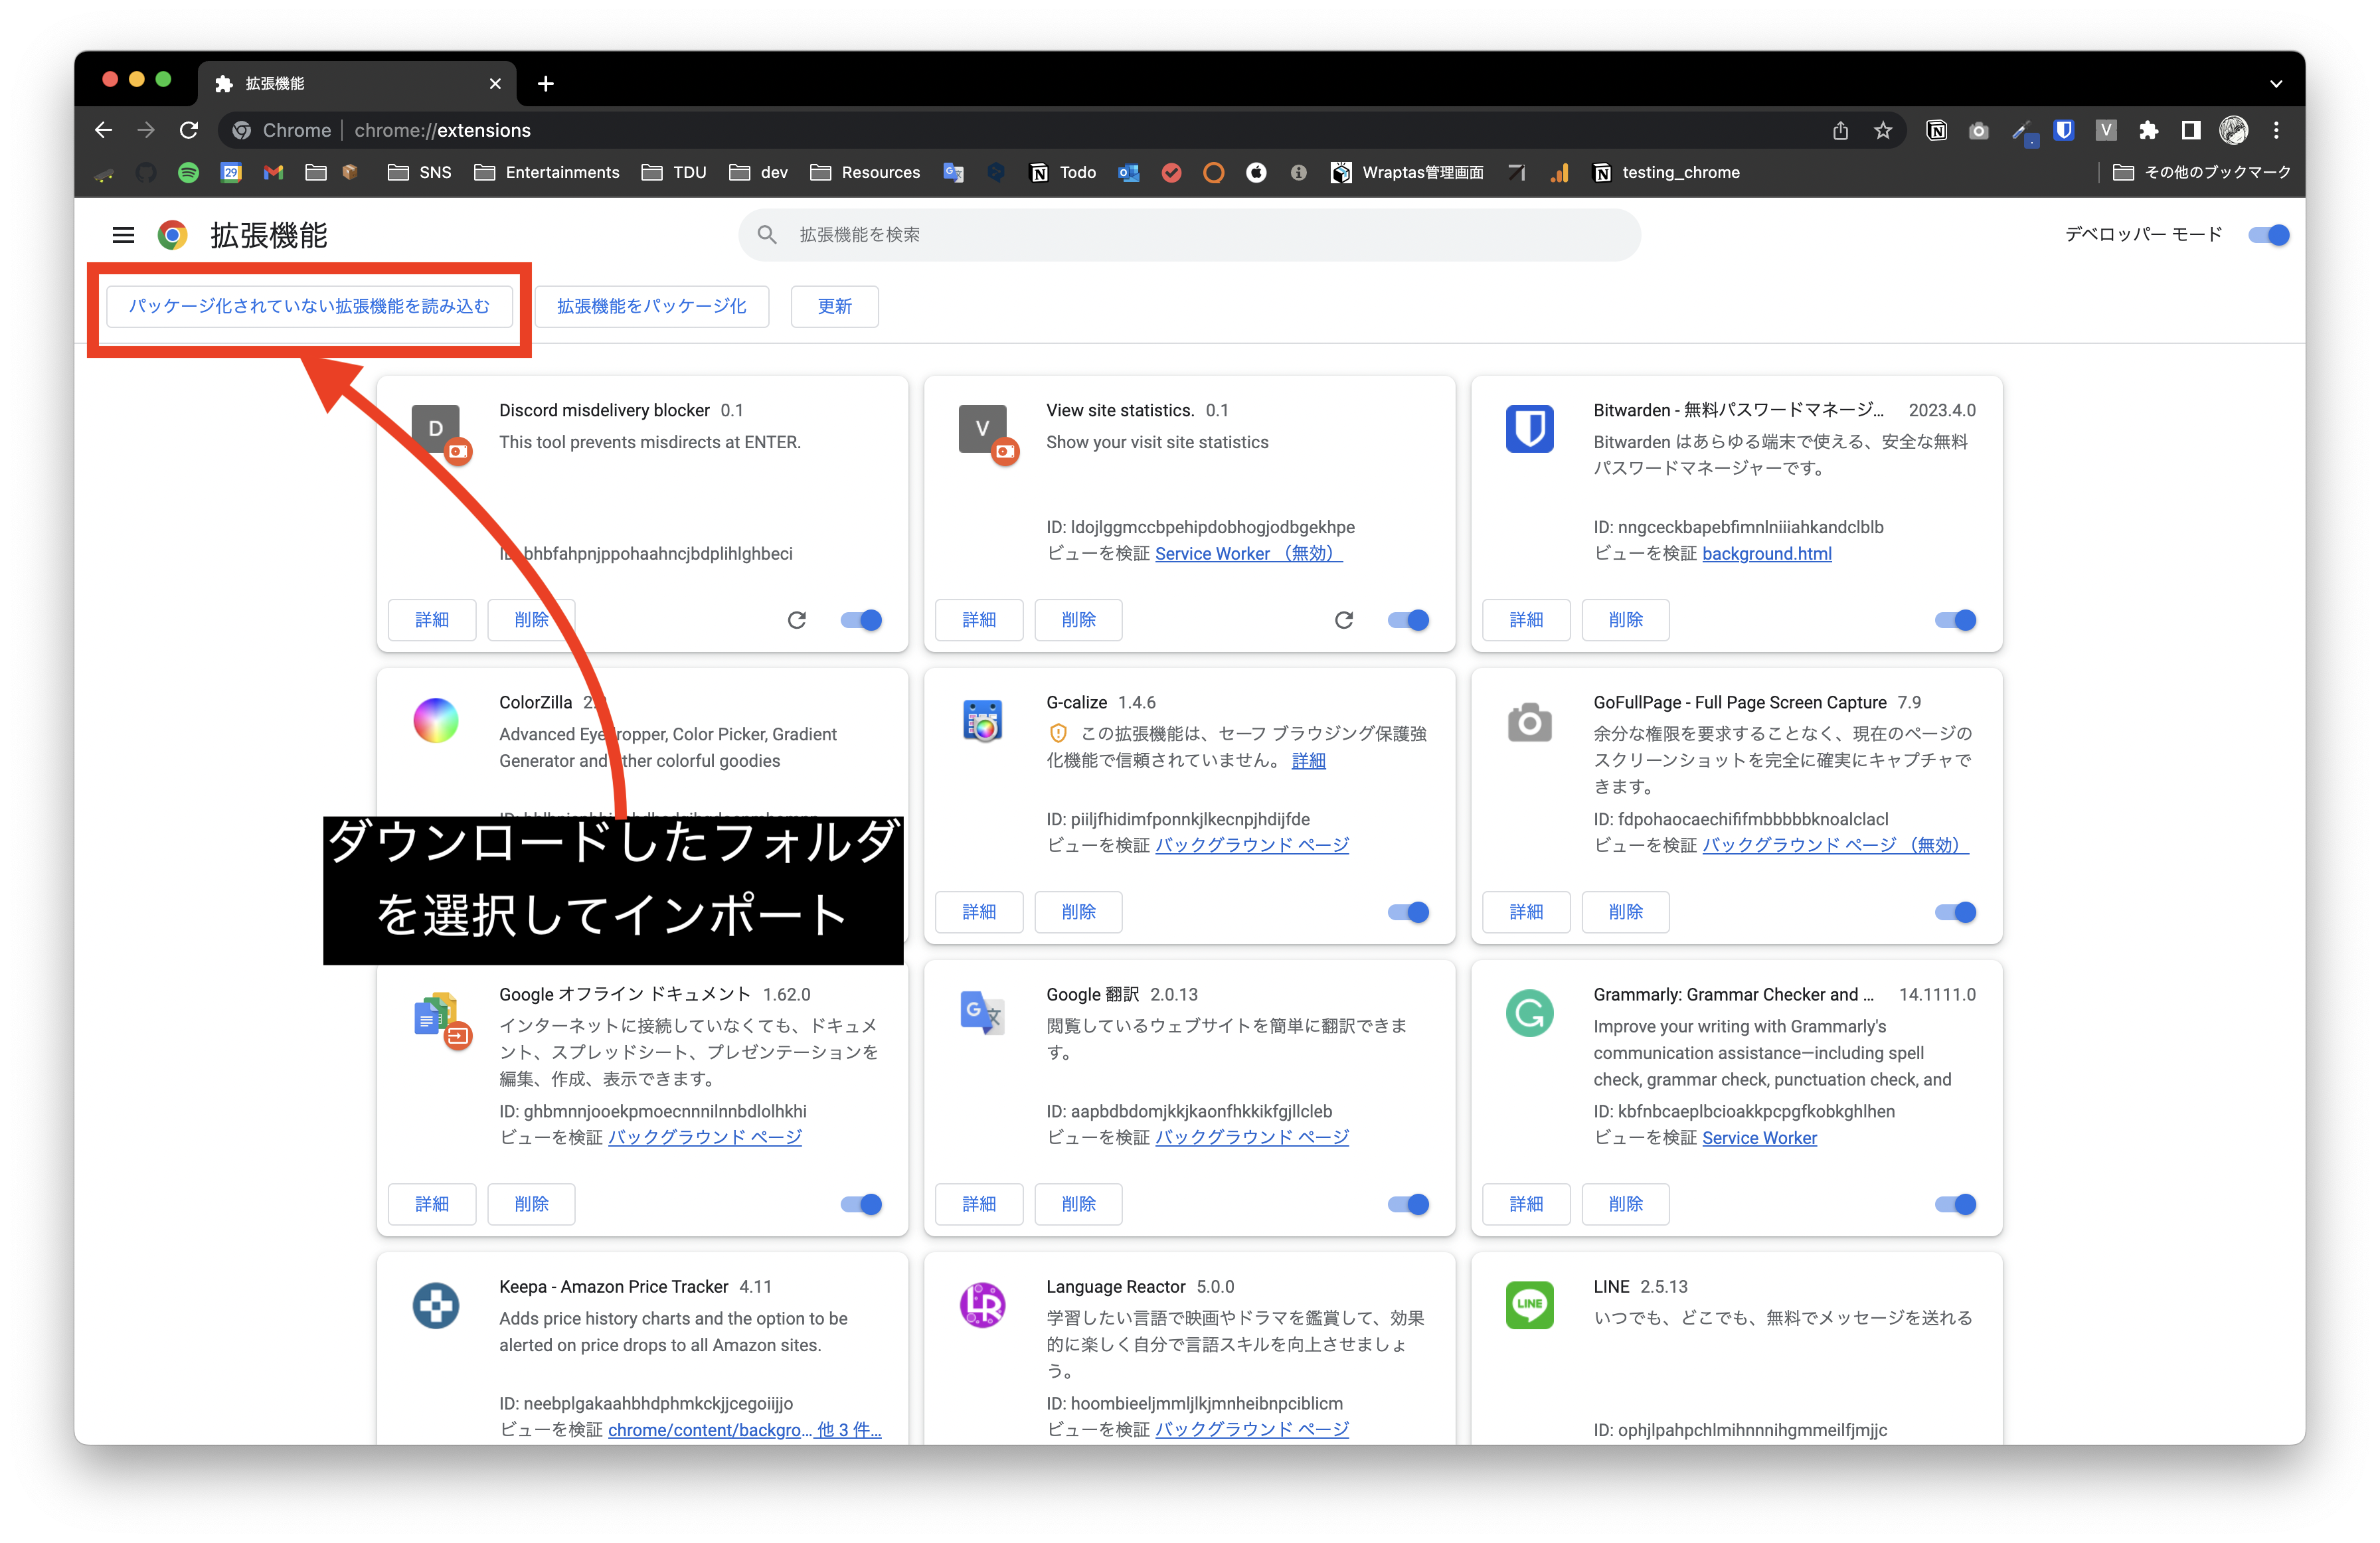 拡張機能
Chrome | chrome://extensions
SNS Entertainments TDU dev Resources Todo Wraptas管理画面 testing_chrome その他のブックマーク
拡張機能
拡張機能を検索
デベロッパー モード
パッケージ化されていない拡張機能を読み込む 拡張機能をパッケージ化 更新
Discord misdelivery blocker 0.1
This tool prevents misdirects at ENTER.
bhbfahpnjppohaahncjbdplihlghbeci
詳細 削除
View site statistics. 0.1
Show your visit site statistics
ID: ldojlggmccbpehipdobhogjodbgekhpe
ビューを検証 Service Worker （無効）
詳細 削除
Bitwarden - 無料パスワードマネージ... 2023.4.0
Bitwarden はあらゆる端末で使える、安全な無料
パスワードマネージャーです。
ID: nngceckbapebfimnlniiiahkandclblb
ビューを検証 background.html
詳細 削除
ColorZilla
Advanced Eyedropper, Color Picker, Gradient
Generator and other colorful goodies
ダウンロードしたフォルダ
を選択してインポート
G-calize 1.4.6
この拡張機能は、セーフ ブラウジング保護強
化機能で信頼されていません。 詳細
ID: piiljfhidimfponnkjlkecnpjhdijfde
ビューを検証 バックグラウンド ページ
詳細 削除
GoFullPage - Full Page Screen Capture 7.9
余分な権限を要求することなく、現在のページの
スクリーンショットを完全に確実にキャプチャで
きます。
ID: fdpohaocaechififmbbbbbknoalclacl
ビューを検証 バックグラウンド ページ （無効）
詳細 削除
Google オフライン ドキュメント 1.62.0
インターネットに接続していなくても、ドキュメ
ント、スプレッドシート、プレゼンテーションを
編集、作成、表示できます。
ID: ghbmnnjooekpmoecnnnilnnbdlolhkhi
ビューを検証 バックグラウンド ページ
詳細 削除
Google 翻訳 2.0.13
閲覧しているウェブサイトを簡単に翻訳できま
す。
ID: aapbdbdomjkkjkaonfhkkikfgjllcleb
ビューを検証 バックグラウンド ページ
詳細 削除
Grammarly: Grammar Checker and ... 14.1111.0
Improve your writing with Grammarly's
communication assistance—including spell
check, grammar check, punctuation check, and
ID: kbfnbcaeplbcioakkpcpgfkobkghlhen
ビューを検証 Service Worker
詳細 削除
Keepa - Amazon Price Tracker 4.11
Adds price history charts and the option to be
alerted on price drops to all Amazon sites.
ID: neebplgakaahbhdphmkckjjcegoiijjo
ビューを検証 chrome/content/backgro... 他 3 件...
Language Reactor 5.0.0
学習したい言語で映画やドラマを鑑賞して、効果
的に楽しく自分で言語スキルを向上させましょ
う。
ID: hoombieeljmmljlkjmnheibnpciblicm
ビューを検証 バックグラウンド ページ
LINE 2.5.13
いつでも、どこでも、無料でメッセージを送れる
ID: ophjlpahpchlmihnnnihgmmeilfjmjjc